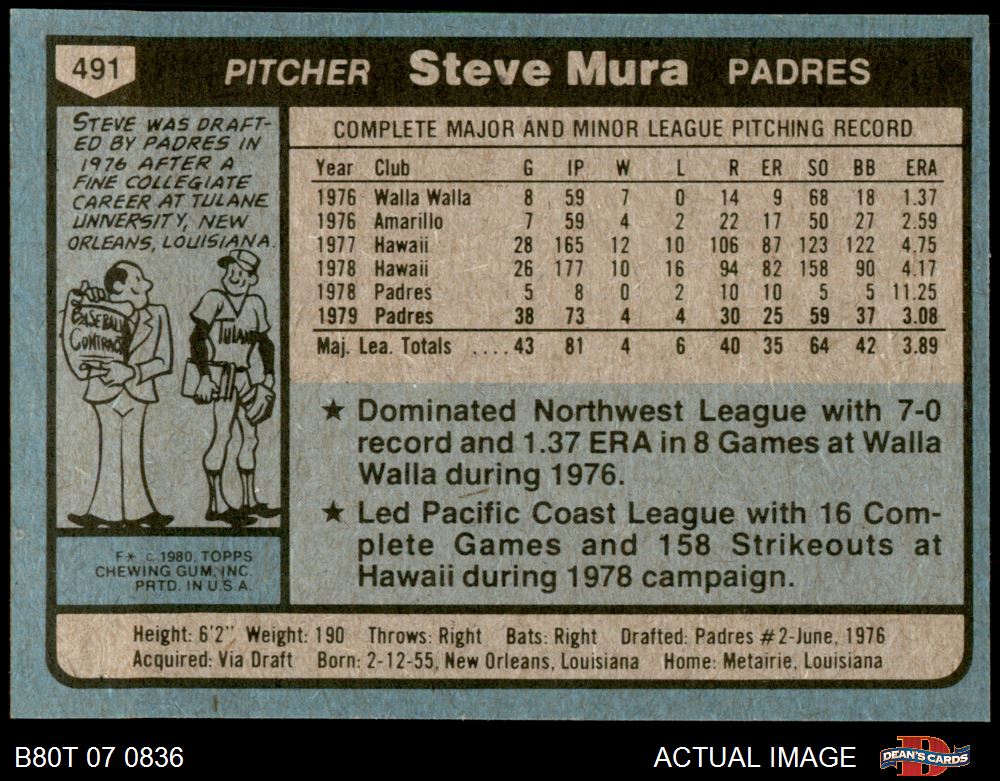 491
PITCHER Steve Mura PADRES
STEVE WAS DRAFT-
ED BY PADRES IN
1976 AFTER A
FINE COLLEGIATE
CAREER AT TULANE
UNIVERSITY, NEW
ORLEANS, LOUISIANA.
BASEBALL
CONTRACT
TULANE
F* © 1980, TOPPS
CHEWING GUM, INC.
PRTD. IN U.S.A.
COMPLETE MAJOR AND MINOR LEAGUE PITCHING RECORD
Year Club G IP W L R ER SO BB ERA
1976 Walla Walla 8 59 7 0 14 9 68 18 1.37
1976 Amarillo 7 59 4 2 22 17 50 27 2.59
1977 Hawaii 28 165 12 10 106 87 123 122 4.75
1978 Hawaii 26 177 10 16 94 82 158 90 4.17
1978 Padres 5 8 0 2 10 10 5 5 11.25
1979 Padres 38 73 4 4 30 25 59 37 3.08
Maj. Lea. Totals ....43 81 4 6 40 35 64 42 3.89
★ Dominated Northwest League with 7-0
record and 1.37 ERA in 8 Games at Walla
Walla during 1976.
★ Led Pacific Coast League with 16 Com-
plete Games and 158 Strikeouts at
Hawaii during 1978 campaign.
Height: 6'2" Weight: 190 Throws: Right Bats: Right Drafted: Padres #2-June, 1976
Acquired: Via Draft Born: 2-12-55, New Orleans, Louisiana Home: Metairie, Louisiana
B80T 07 0836
ACTUAL IMAGE
D
DEAN'S CARDS